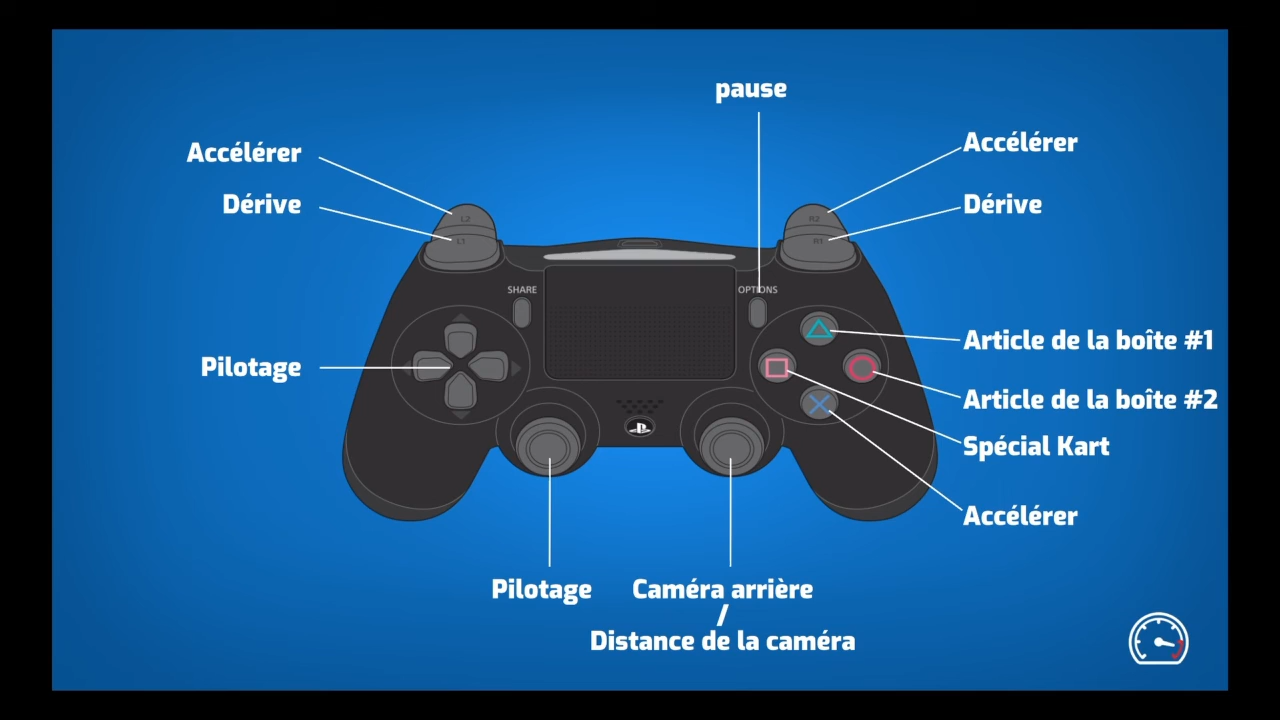 pause
Accélérer
Accélérer
Dérive
Dérive
L2
R2
L1
R1
SHARE
OPTIONS
Article de la boîte #1
Pilotage
Article de la boîte #2
Spécial Kart
Accélérer
Pilotage
Caméra arrière
/
Distance de la caméra